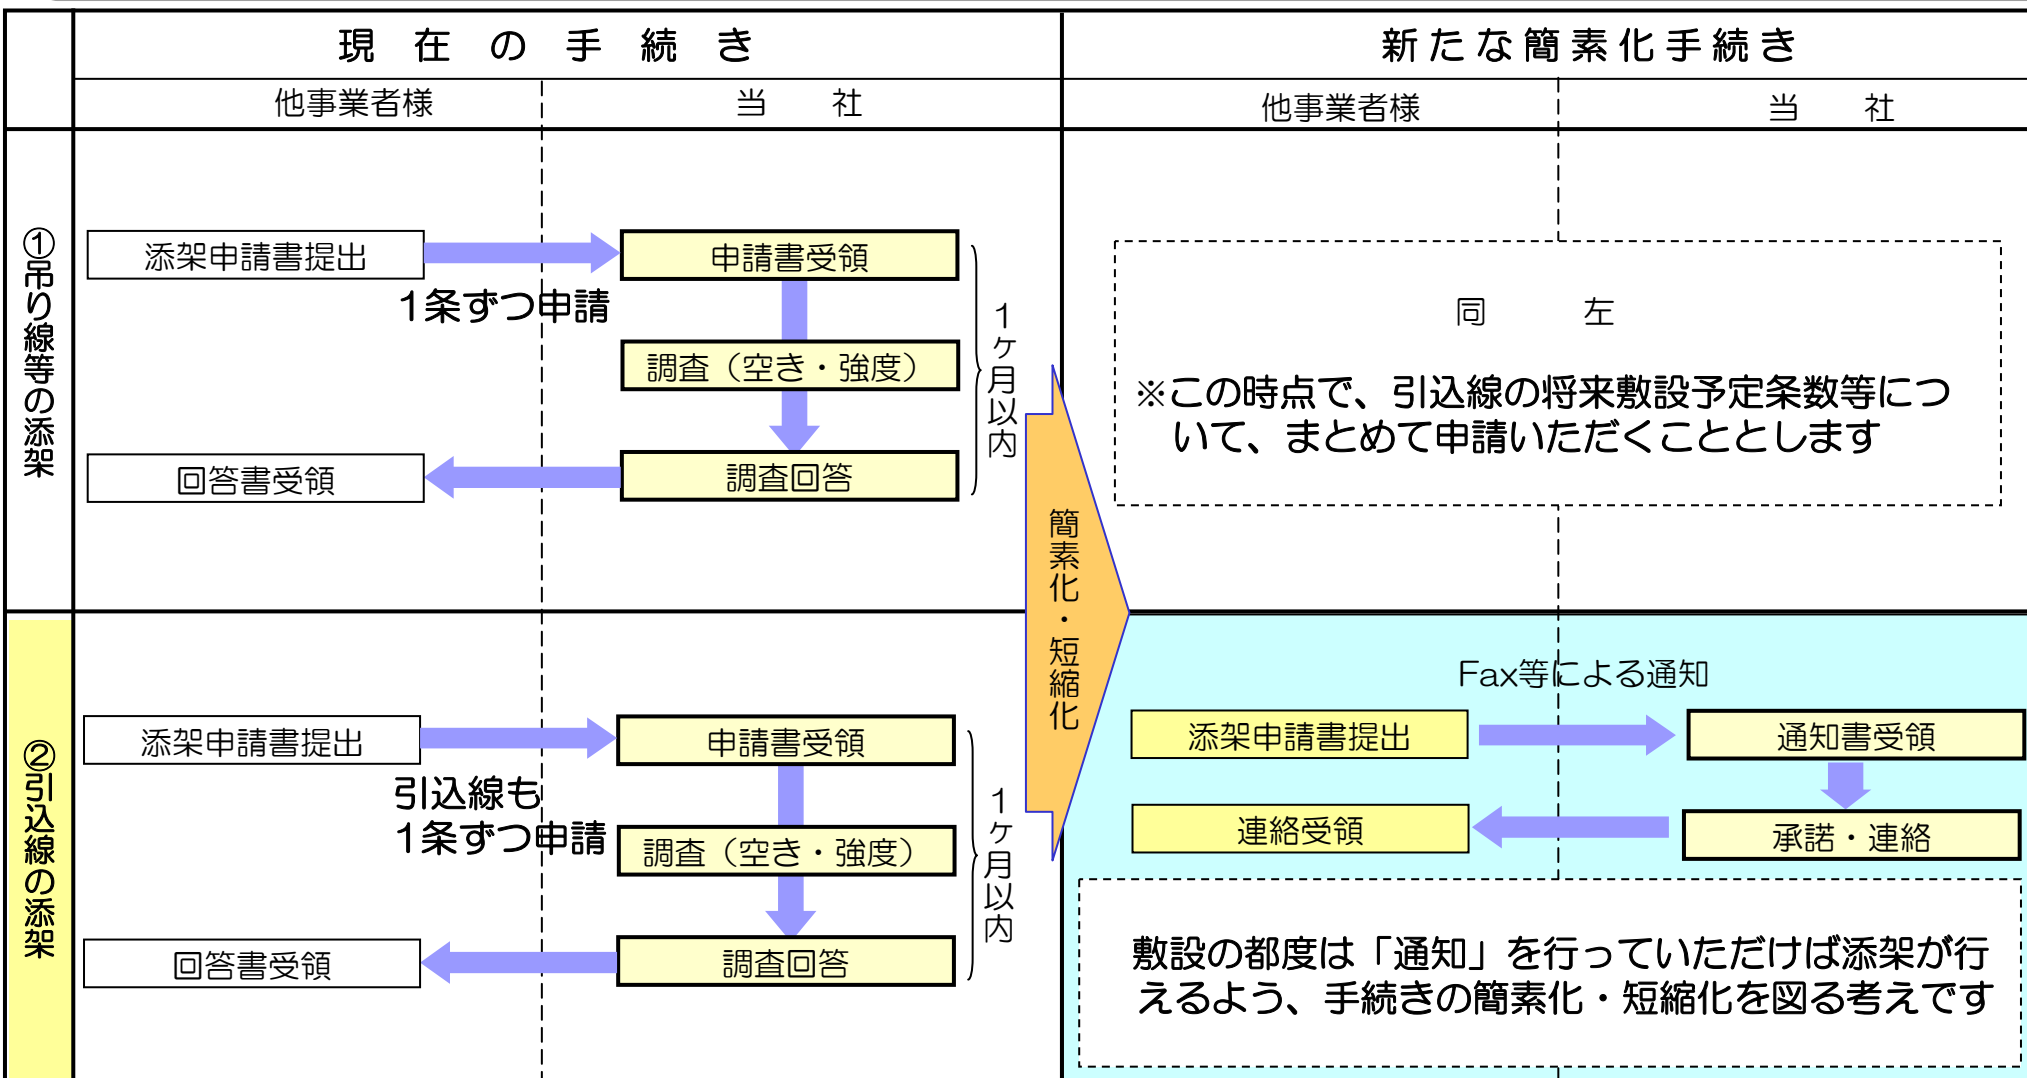 現在の手続き
新たな簡素化手続き
他事業者様
当社
他事業者様
当社
①吊り線等の添架
添架申請書提出
申請書受領
1条ずつ申請
調査（空き・強度）
回答書受領
調査回答
1ヶ月以内
簡素化・短縮化
同左
※この時点で、引込線の将来敷設予定条数等につ
いて、まとめて申請いただくこととします
②引込線の添架
添架申請書提出
申請書受領
引込線も
1条ずつ申請
調査（空き・強度）
回答書受領
調査回答
1ヶ月以内
Fax等による通知
添架申請書提出
通知書受領
連絡受領
承諾・連絡
敷設の都度は「通知」を行っていただけば添架が行
えるよう、手続きの簡素化・短縮化を図る考えです